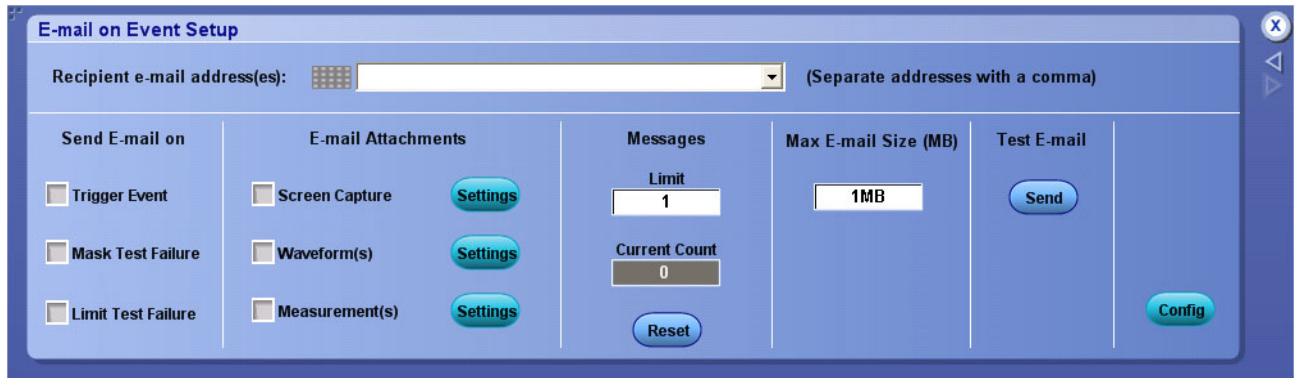 E-mail on Event Setup
X
Recipient e-mail address(es):
(Separate addresses with a comma)
Send E-mail on
Trigger Event
Mask Test Failure
Limit Test Failure
E-mail Attachments
Screen Capture
Settings
Waveform(s)
Settings
Measurement(s)
Settings
Messages
Limit
1
Current Count
0
Reset
Max E-mail Size (MB)
1MB
Test E-mail
Send
Config